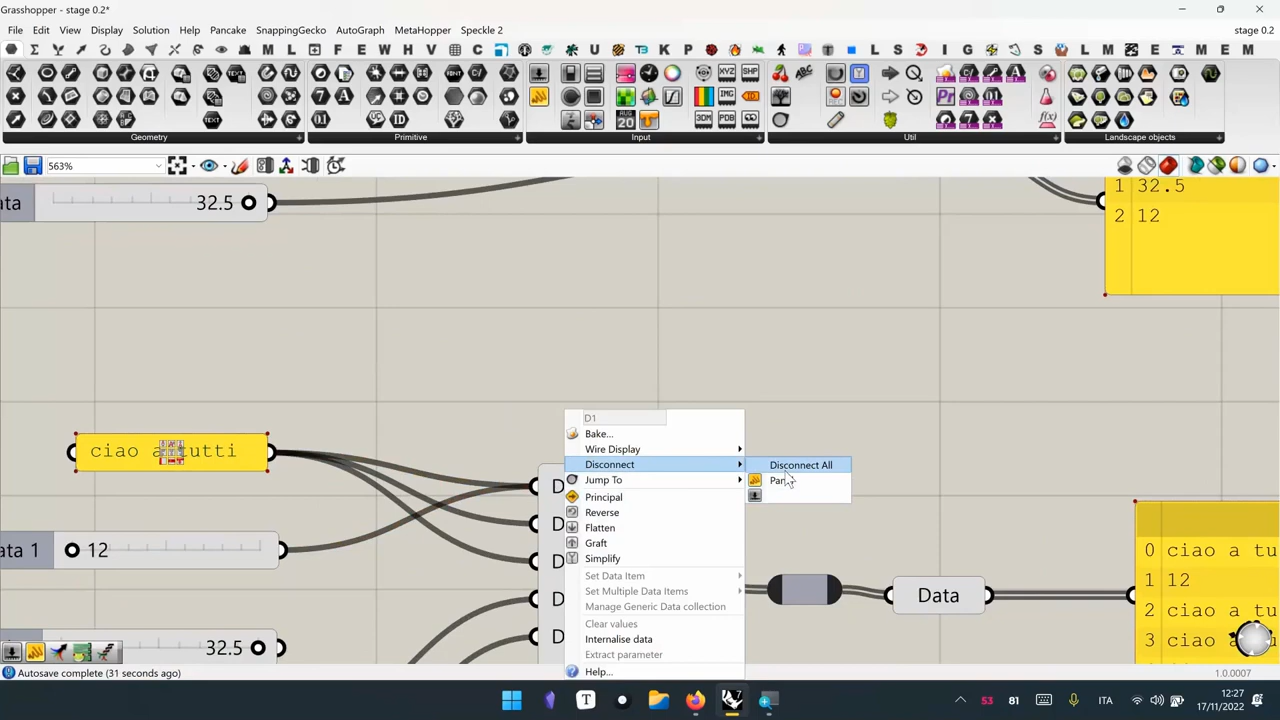 Grasshopper - stage 0.2*
File Edit View Display Solution Help Pancake SnappingGecko AutoGraph MetaHopper Speckle 2
stage 0.2
Geometry
Primitive
Input
Util
Landscape objects
563%
ata
32.5
1 32.5
2 12
ciao a tutti
ata 1
12
32.5
D
D
D
D
D
D1
Bake...
Wire Display
Disconnect
Jump To
Principal
Reverse
Flatten
Graft
Simplify
Set Data Item
Set Multiple Data Items
Manage Generic Data collection
Clear values
Internalise data
Extract parameter
Help...
Disconnect All
Data
0 ciao a tu
1 12
2 ciao a tu
3 ciao a
Autosave complete (31 seconds ago)
1.0.0007
53
81
ITA
12:27
17/11/2022